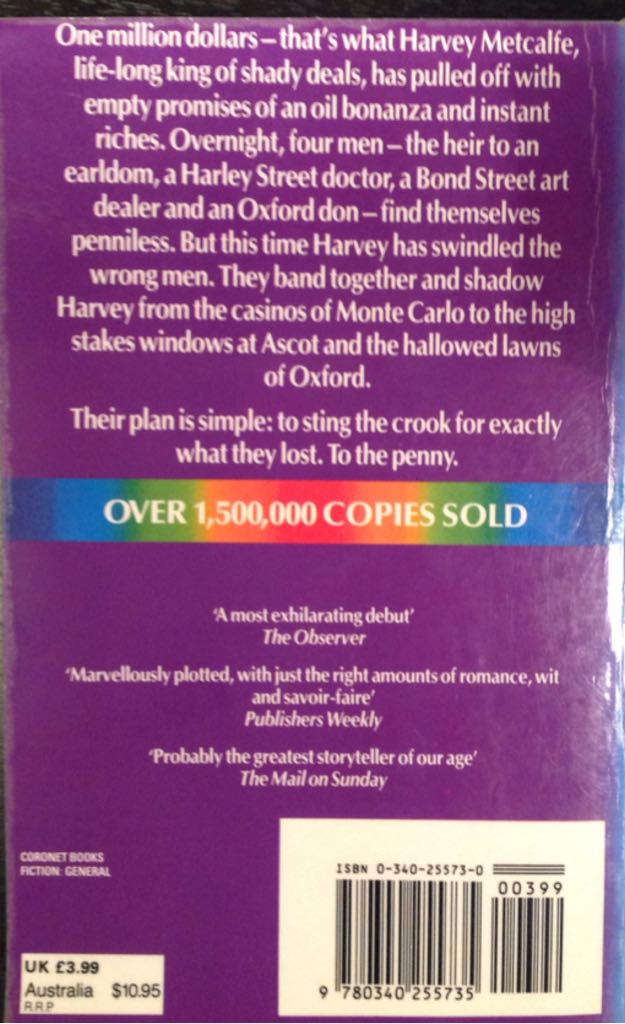 One million dollars – that's what Harvey Metcalfe,
life-long king of shady deals, has pulled off with
empty promises of an oil bonanza and instant
riches. Overnight, four men – the heir to an
earldom, a Harley Street doctor, a Bond Street art
dealer and an Oxford don – find themselves
penniless. But this time Harvey has swindled the
wrong men. They band together and shadow
Harvey from the casinos of Monte Carlo to the high
stakes windows at Ascot and the hallowed lawns
of Oxford.
Their plan is simple: to sting the crook for exactly
what they lost. To the penny.
OVER 1,500,000 COPIES SOLD
'A most exhilarating debut'
The Observer
'Marvellously plotted, with just the right amounts of romance, wit
and savoir-faire'
Publishers Weekly
'Probably the greatest storyteller of our age'
The Mail on Sunday
CORONET BOOKS
FICTION: GENERAL
ISBN 0-340-25573-0
00399
9 780340 255735
UK £3.99
Australia $10.95
R.R.P